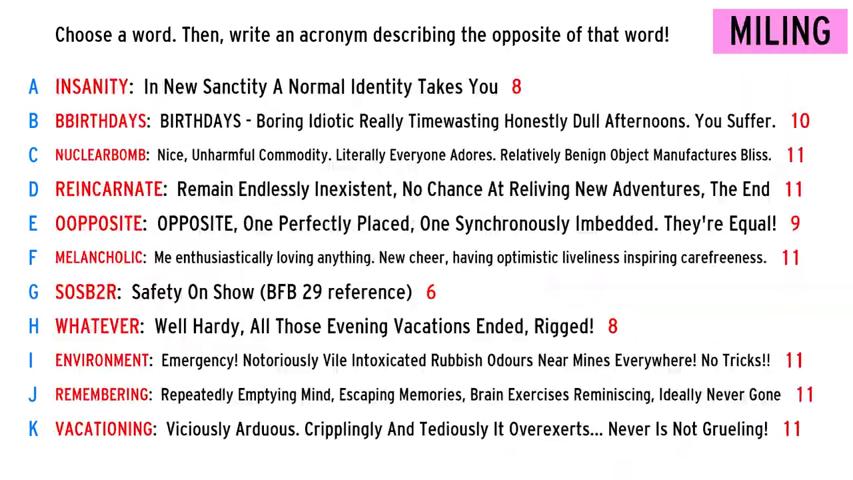 Choose a word. Then, write an acronym describing the opposite of that word!
MILING
A INSANITY: In New Sanctity A Normal Identity Takes You 8
B BBIRTHDAYS: BIRTHDAYS - Boring Idiotic Really Timewasting Honestly Dull Afternoons. You Suffer. 10
C NUCLEARBOMB: Nice, Unharmful Commodity. Literally Everyone Adores. Relatively Benign Object Manufactures Bliss. 11
D REINCARNATE: Remain Endlessly Inexistent, No Chance At Reliving New Adventures, The End 11
E OOPPOSITE: OPPOSITE, One Perfectly Placed, One Synchronously Imbedded. They're Equal! 9
F MELANCHOLIC: Me enthusiastically loving anything. New cheer, having optimistic liveliness inspiring carefreeness. 11
G SOSB2R: Safety On Show (BFB 29 reference) 6
H WHATEVER: Well Hardy, All Those Evening Vacations Ended, Rigged! 8
I ENVIRONMENT: Emergency! Notoriously Vile Intoxicated Rubbish Odours Near Mines Everywhere! No Tricks!! 11
J REMEMBERING: Repeatedly Emptying Mind, Escaping Memories, Brain Exercises Reminiscing, Ideally Never Gone 11
K VACATIONING: Viciously Arduous. Cripplingly And Tediously It Overexerts... Never Is Not Grueling! 11